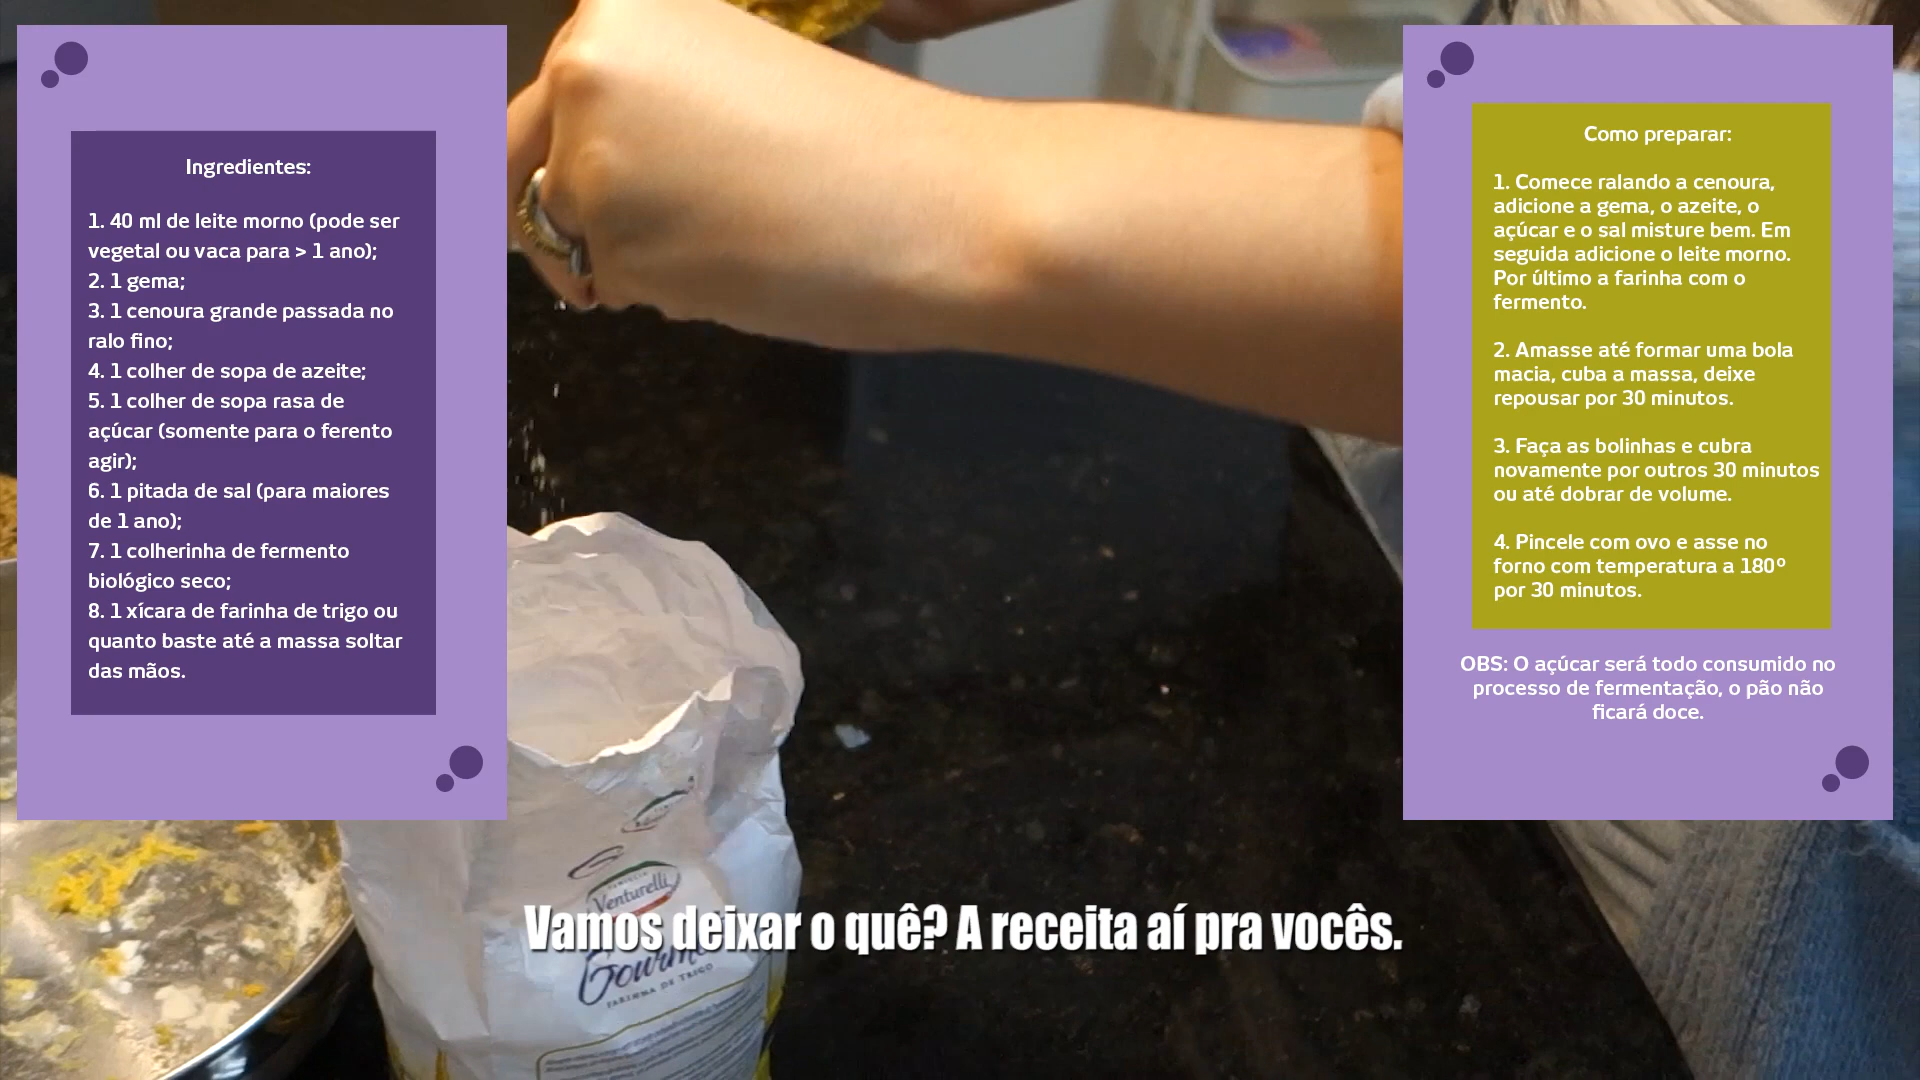 Ingredientes:
1. 40 ml de leite morno (pode ser
vegetal ou vaca para > 1 ano);
2. 1 gema;
3. 1 cenoura grande passada no
ralo fino;
4. 1 colher de sopa de azeite;
5. 1 colher de sopa rasa de
açúcar (somente para o ferento
agir);
6. 1 pitada de sal (para maiores
de 1 ano);
7. 1 colherinha de fermento
biológico seco;
8. 1 xícara de farinha de trigo ou
quanto baste até a massa soltar
das mãos.
Como preparar:
1. Comece ralando a cenoura,
adicione a gema, o azeite, o
açúcar e o sal misture bem. Em
seguida adicione o leite morno.
Por último a farinha com o
fermento.
2. Amasse até formar uma bola
macia, cuba a massa, deixe
repousar por 30 minutos.
3. Faça as bolinhas e cubra
novamente por outros 30 minutos
ou até dobrar de volume.
4. Pincele com ovo e asse no
forno com temperatura a 180º
por 30 minutos.
OBS: O açúcar será todo consumido no
processo de fermentação, o pão não
ficará doce.
Venturelli
Vamos deixar o quê? A receita aí pra vocês.
Gourmet
FARINHA DE TRIGO